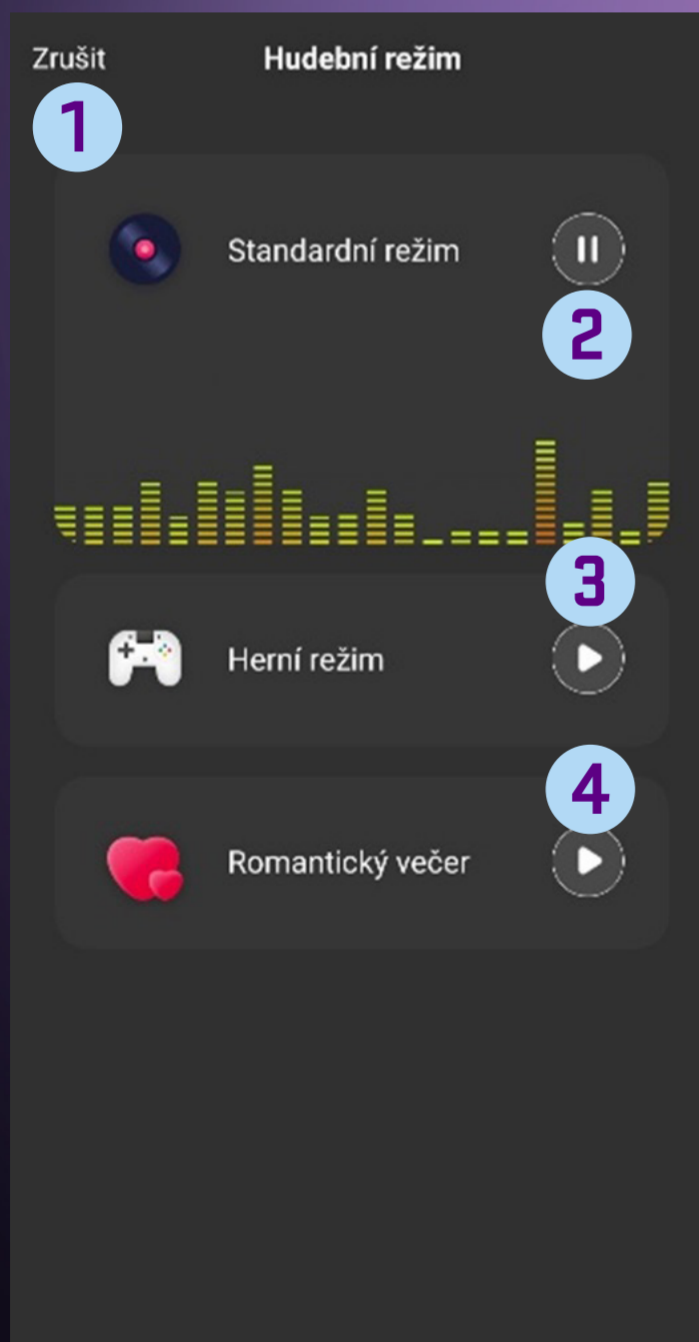 Zrušit
Hudební režim
1
Standardní režim
2
3
Herní režim
4
Romantický večer